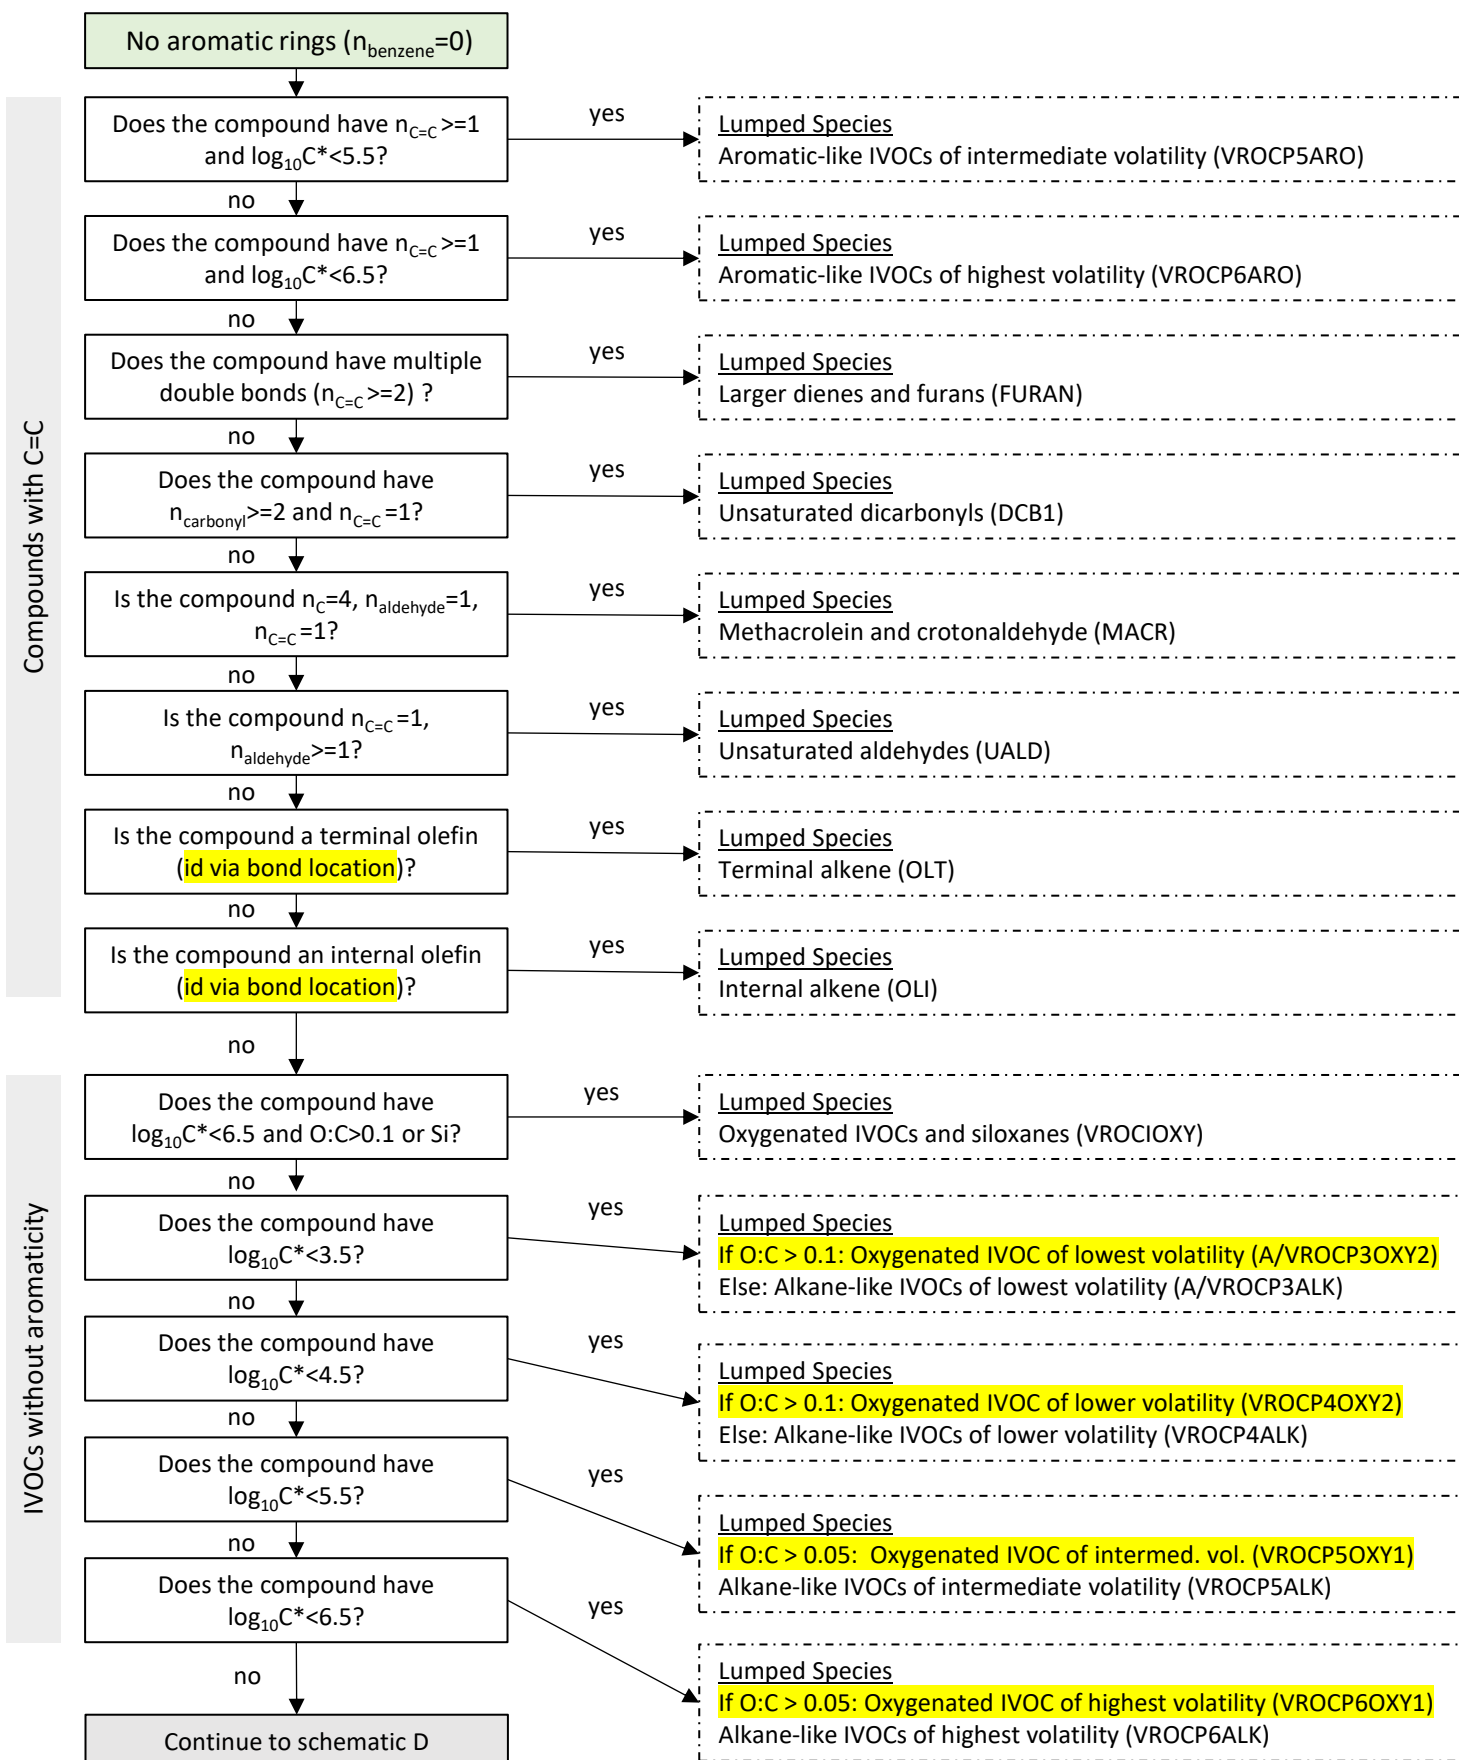 No aromatic rings (nbenzene=0)
Compounds with C=C
Does the compound have nC=C >=1
and log10C*<5.5?
yes
Lumped Species
Aromatic-like IVOCs of intermediate volatility (VROCP5ARO)
no
Does the compound have nC=C >=1
and log10C*<6.5?
yes
Lumped Species
Aromatic-like IVOCs of highest volatility (VROCP6ARO)
no
Does the compound have multiple
double bonds (nC=C >=2) ?
yes
Lumped Species
Larger dienes and furans (FURAN)
no
Does the compound have
ncarbonyl>=2 and nC=C =1?
yes
Lumped Species
Unsaturated dicarbonyls (DCB1)
no
Is the compound nC=4, naldehyde=1,
nC=C =1?
yes
Lumped Species
Methacrolein and crotonaldehyde (MACR)
no
Is the compound nC=C =1,
naldehyde>=1?
yes
Lumped Species
Unsaturated aldehydes (UALD)
no
Is the compound a terminal olefin
(id via bond location)?
yes
Lumped Species
Terminal alkene (OLT)
no
Is the compound an internal olefin
(id via bond location)?
yes
Lumped Species
Internal alkene (OLI)
no
IVOCs without aromaticity
Does the compound have
log10C*<6.5 and O:C>0.1 or Si?
yes
Lumped Species
Oxygenated IVOCs and siloxanes (VROCIOXY)
no
Does the compound have
log10C*<3.5?
yes
Lumped Species
If O:C > 0.1: Oxygenated IVOC of lowest volatility (A/VROCP3OXY2)
Else: Alkane-like IVOCs of lowest volatility (A/VROCP3ALK)
no
Does the compound have
log10C*<4.5?
yes
Lumped Species
If O:C > 0.1: Oxygenated IVOC of lower volatility (VROCP4OXY2)
Else: Alkane-like IVOCs of lower volatility (VROCP4ALK)
no
Does the compound have
log10C*<5.5?
yes
Lumped Species
If O:C > 0.05: Oxygenated IVOC of intermed. vol. (VROCP5OXY1)
Alkane-like IVOCs of intermediate volatility (VROCP5ALK)
no
Does the compound have
log10C*<6.5?
yes
Lumped Species
If O:C > 0.05: Oxygenated IVOC of highest volatility (VROCP6OXY1)
Alkane-like IVOCs of highest volatility (VROCP6ALK)
no
Continue to schematic D